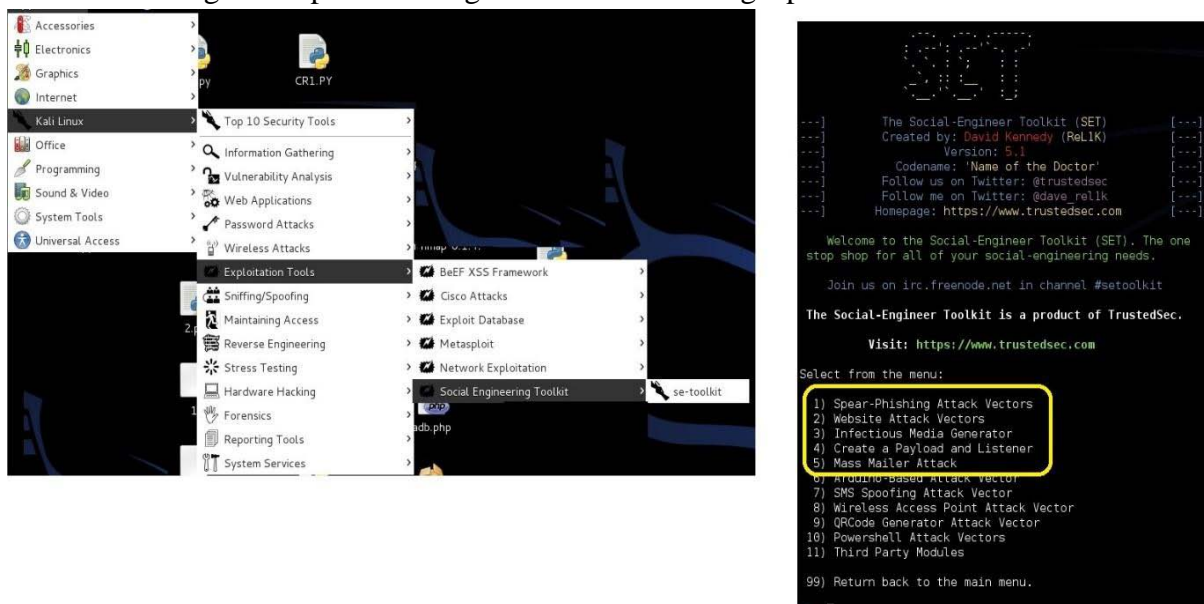 Accessories
Electronics
Graphics
Internet
Kali Linux
Office
Programming
Sound & Video
System Tools
Universal Access
py
CR1.PY
Top 10 Security Tools
Information Gathering
Vulnerability Analysis
Web Applications
Password Attacks
Wireless Attacks
Exploitation Tools
Sniffing/Spoofing
Maintaining Access
Reverse Engineering
Stress Testing
Hardware Hacking
Forensics
Reporting Tools
System Services
BeEF XSS Framework
Cisco Attacks
Exploit Database
Metasploit
Network Exploitation
Social Engineering Toolkit
se-toolkit
adb.php
[---] The Social-Engineer Toolkit (SET) [---]
[---] Created by: David Kennedy (ReL1K) [---]
[---] Version: 5.1 [---]
[---] Codename: 'Name of the Doctor' [---]
[---] Follow us on Twitter: @trustedsec [---]
[---] Follow me on Twitter: @dave_rel1k [---]
[---] Homepage: https://www.trustedsec.com [---]
Welcome to the Social-Engineer Toolkit (SET). The one
stop shop for all of your social-engineering needs.
Join us on irc.freenode.net in channel #setoolkit
The Social-Engineer Toolkit is a product of TrustedSec.
Visit: https://www.trustedsec.com
Select from the menu:
1) Spear-Phishing Attack Vectors
2) Website Attack Vectors
3) Infectious Media Generator
4) Create a Payload and Listener
5) Mass Mailer Attack
6) Arduino-Based Attack Vector
7) SMS Spoofing Attack Vector
8) Wireless Access Point Attack Vector
9) QRCode Generator Attack Vector
10) Powershell Attack Vectors
11) Third Party Modules
99) Return back to the main menu.